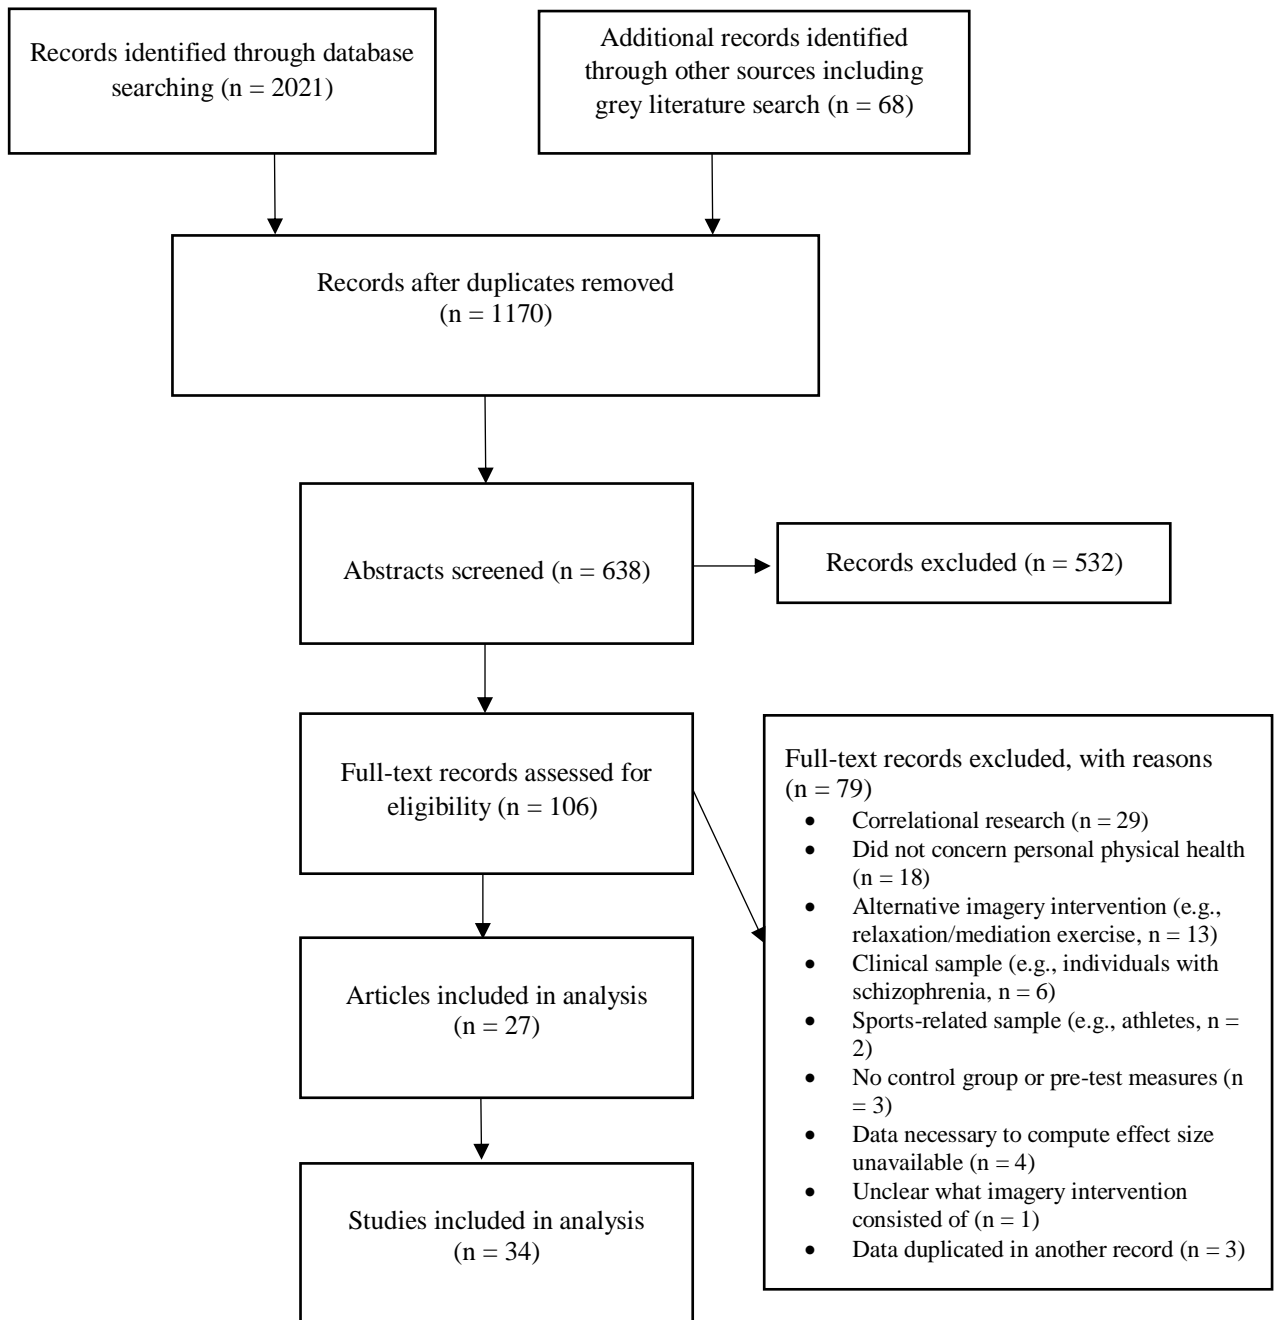 Records identified through database
searching (n = 2021)
Additional records identified
through other sources including
grey literature search (n = 68)
Records after duplicates removed
(n = 1170)
Abstracts screened (n = 638)
Records excluded (n = 532)
Full-text records assessed for
eligibility (n = 106)
Full-text records excluded, with reasons
(n = 79)
• Correlational research (n = 29)
• Did not concern personal physical health
(n = 18)
• Alternative imagery intervention (e.g.,
relaxation/mediation exercise, n = 13)
• Clinical sample (e.g., individuals with
schizophrenia, n = 6)
• Sports-related sample (e.g., athletes, n =
2)
• No control group or pre-test measures (n
= 3)
• Data necessary to compute effect size
unavailable (n = 4)
• Unclear what imagery intervention
consisted of (n = 1)
• Data duplicated in another record (n = 3)
Articles included in analysis
(n = 27)
Studies included in analysis
(n = 34)